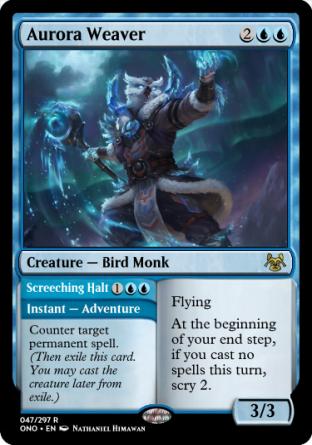 Aurora Weaver 2
Creature — Bird Monk
Screeching Halt 1
Instant — Adventure
Counter target
permanent spell.
(Then exile this card.
You may cast the
creature later from
exile.)
Flying
At the beginning
of your end step,
if you cast no
spells this turn,
scry 2.
3/3
047/297 R
ONO • EN Nathaniel Himawan